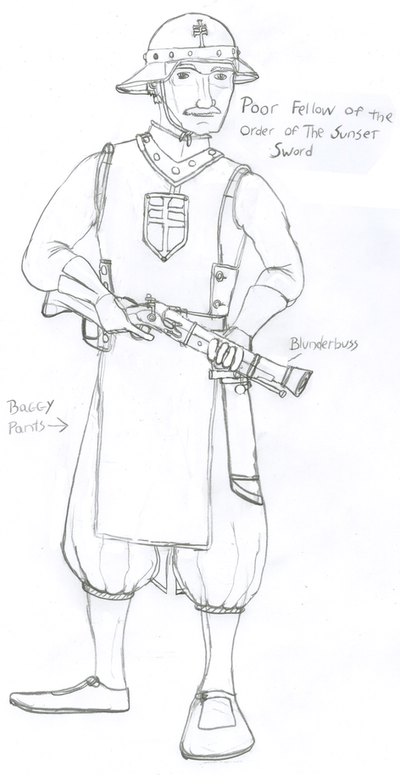 Poor Fellow of the
Order of The Sunset
Sword
Blunderbuss
Baggy
Pants